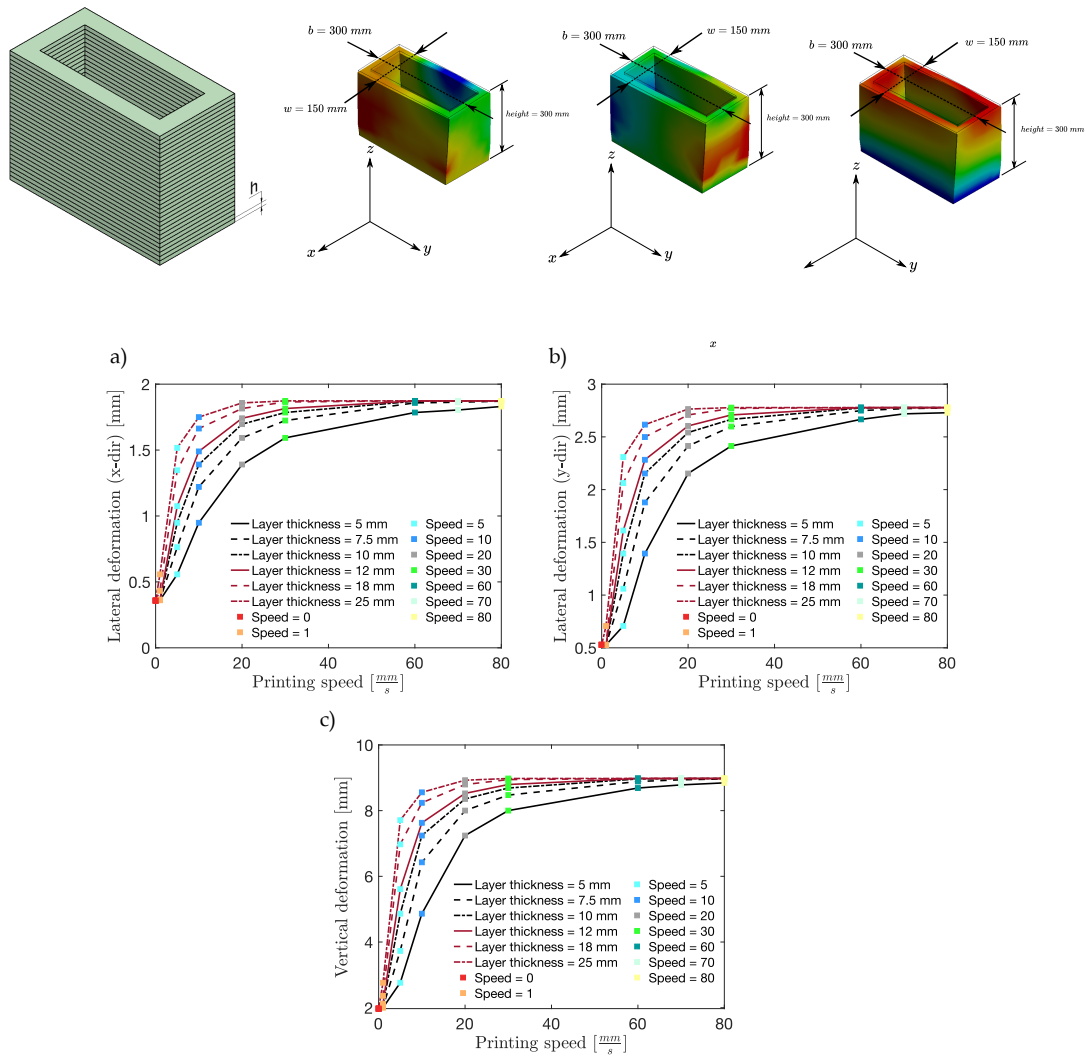 h
b = 300 mm
w = 150 mm
height = 300 mm
z
x
y
b = 300 mm
w = 150 mm
height = 300 mm
z
x
y
b = 300 mm
w = 150 mm
height = 300 mm
z
y
x
a)
Lateral deformation (x-dir) [mm]
2
1.5
1
0.5
0
0 20 40 60 80
Printing speed [mm/s]
Layer thickness = 5 mm
Layer thickness = 7.5 mm
Layer thickness = 10 mm
Layer thickness = 12 mm
Layer thickness = 18 mm
Layer thickness = 25 mm
Speed = 0
Speed = 1
Speed = 5
Speed = 10
Speed = 20
Speed = 30
Speed = 60
Speed = 70
Speed = 80
b)
Lateral deformation (y-dir) [mm]
3
2.5
2
1.5
1
0.5
0 20 40 60 80
Printing speed [mm/s]
Layer thickness = 5 mm
Layer thickness = 7.5 mm
Layer thickness = 10 mm
Layer thickness = 12 mm
Layer thickness = 18 mm
Layer thickness = 25 mm
Speed = 0
Speed = 1
Speed = 5
Speed = 10
Speed = 20
Speed = 30
Speed = 60
Speed = 70
Speed = 80
c)
Vertical deformation [mm]
10
8
6
4
2
0 20 40 60 80
Printing speed [mm/s]
Layer thickness = 5 mm
Layer thickness = 7.5 mm
Layer thickness = 10 mm
Layer thickness = 12 mm
Layer thickness = 18 mm
Layer thickness = 25 mm
Speed = 0
Speed = 1
Speed = 5
Speed = 10
Speed = 20
Speed = 30
Speed = 60
Speed = 70
Speed = 80